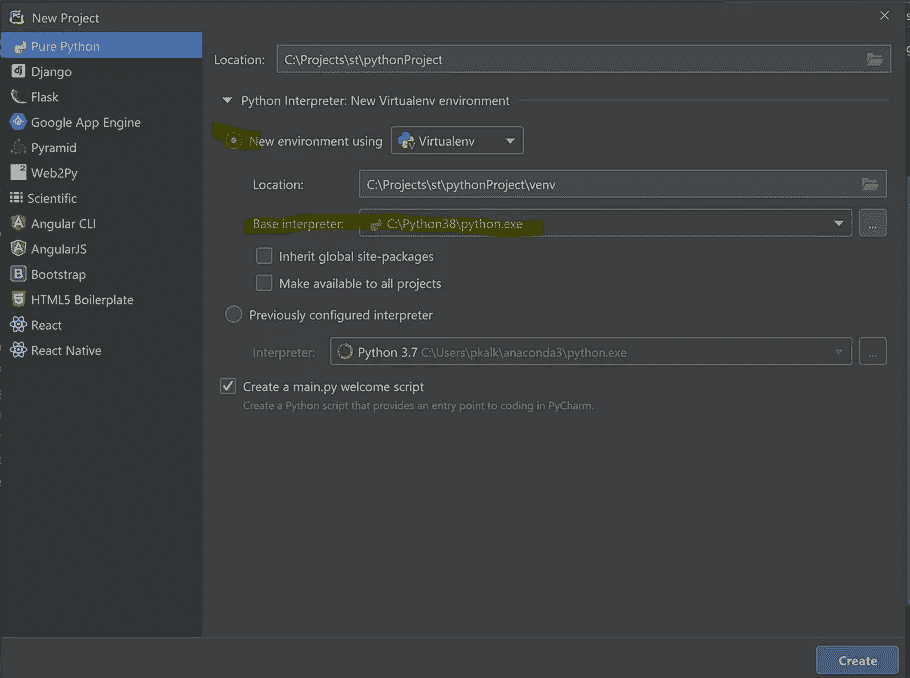 New Project
Pure Python
Django
Flask
Google App Engine
Pyramid
Web2Py
Scientific
Angular CLI
AngularJS
Bootstrap
HTML5 Boilerplate
React
React Native
Location: C:\Projects\st\pythonProject
Python Interpreter: New Virtualenv environment
New environment using Virtualenv
Location: C:\Projects\st\pythonProject\venv
Base interpreter: C:\Python38\python.exe ...
Inherit global site-packages
Make available to all projects
Previously configured interpreter
Interpreter: Python 3.7 C:\Users\pkalk\anaconda3\python.exe ...
Create a main.py welcome script
Create a Python script that provides an entry point to coding in PyCharm.
Create